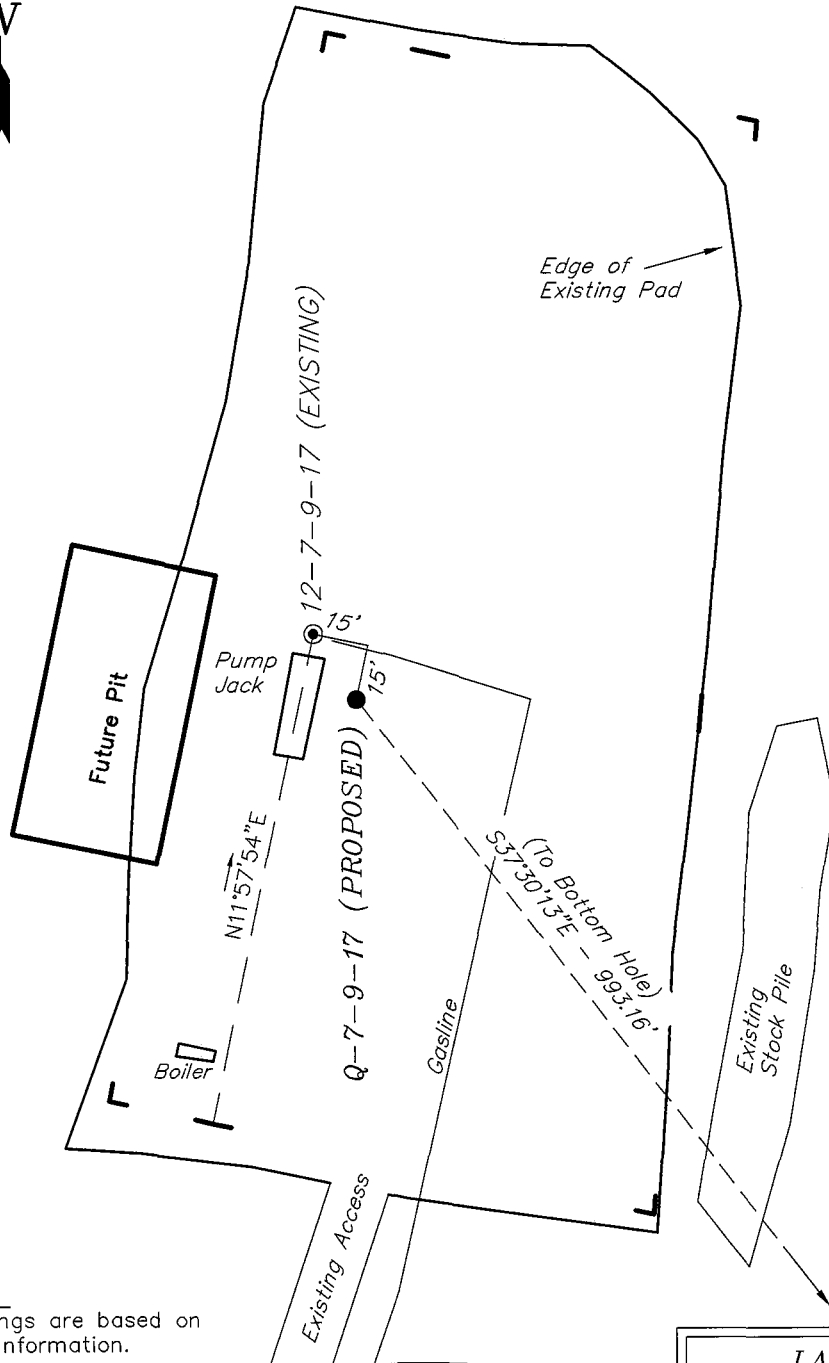 Edge of
Existing Pad
12-7-9-17 (EXISTING)
15'
15'
Pump
Jack
Future Pit
N11°57'54"E
Q-7-9-17 (PROPOSED)
(To Bottom Hole)
S37°30'13"E - 993.16'
Gasline
Existing
Stock Pile
Boiler
Existing Access
are based on